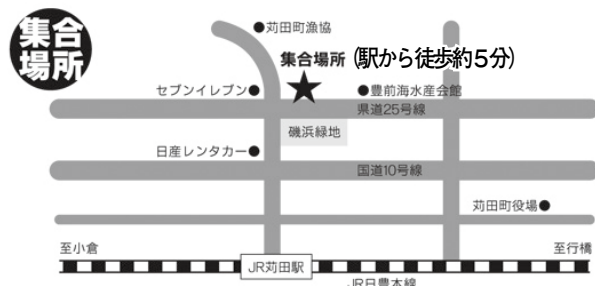 集合
場所
●苅田町漁協
集合場所（駅から徒歩約５分）
セブンイレブン●
●豊前海水産会館
県道25号線
磯浜緑地
日産レンタカー●
国道10号線
苅田町役場●
至小倉
至行橋
JR苅田駅
JR日豊本線